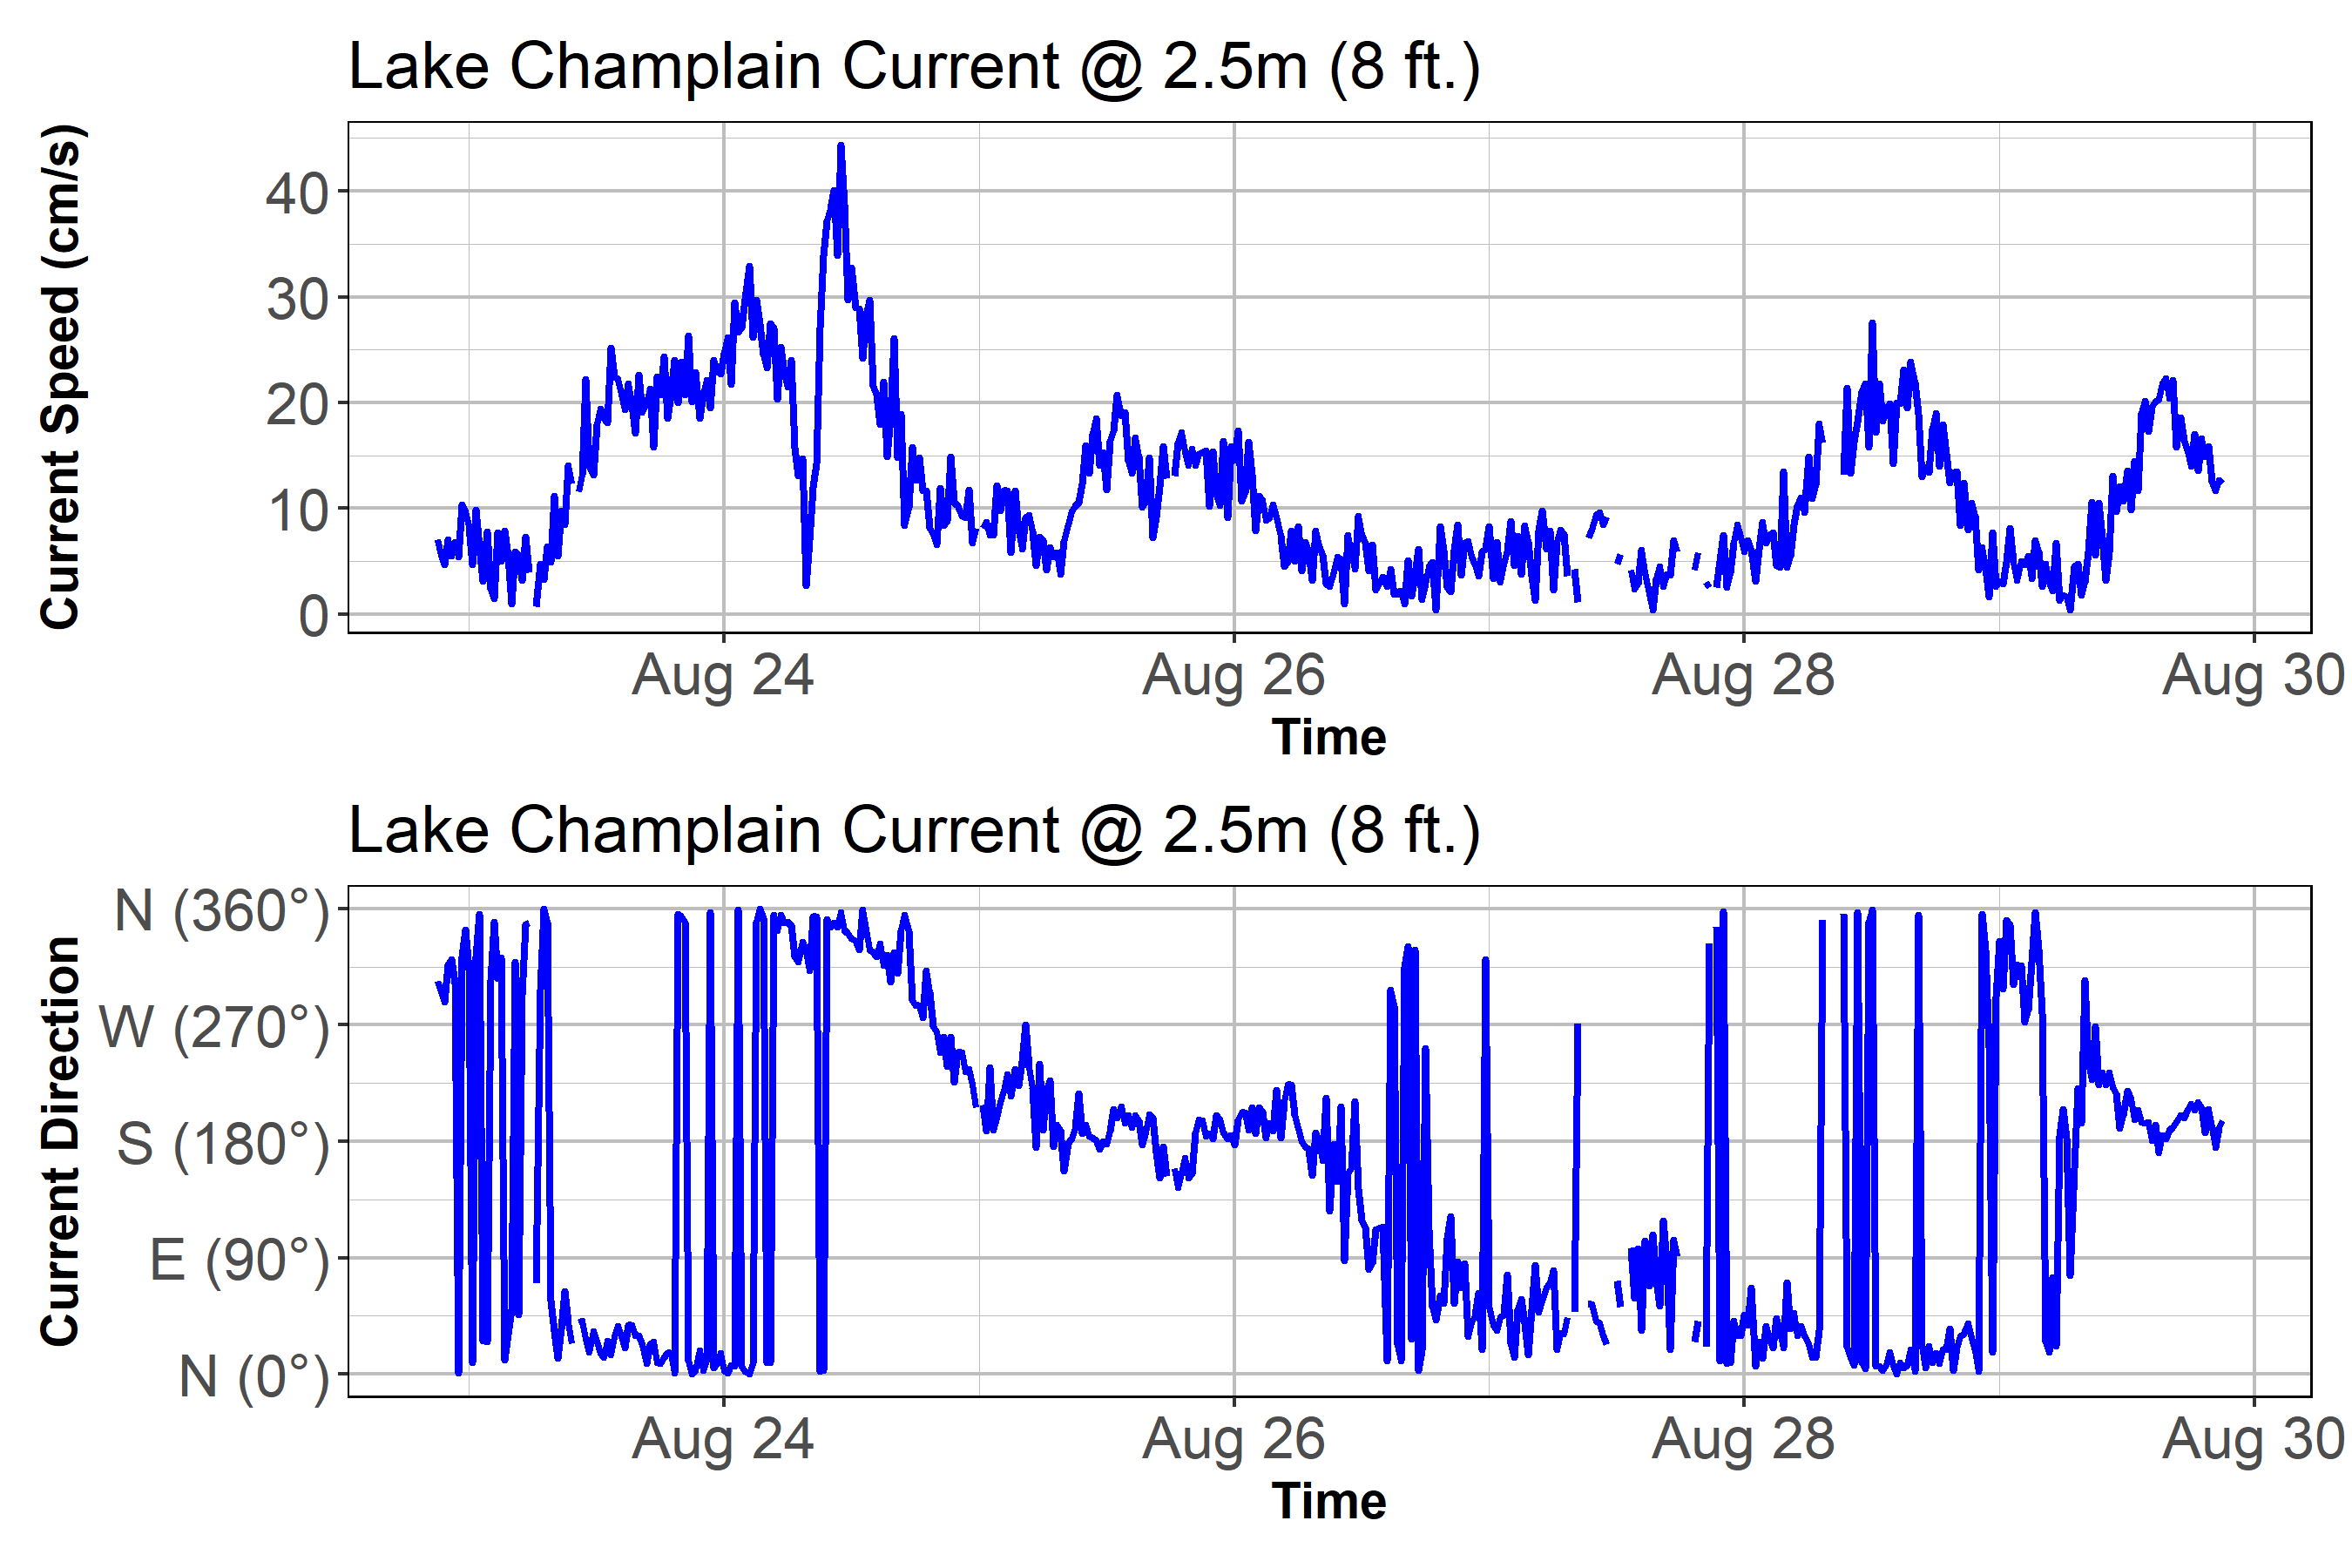 Lake Champlain Current @ 2.5m (8 ft.)
Current Speed (cm/s)
40
30
20
10
0
Aug 24 Aug 26 Aug 28 Aug 30
Time
Lake Champlain Current @ 2.5m (8 ft.)
Current Direction
N (360°)
W (270°)
S (180°)
E (90°)
N (0°)
Aug 24 Aug 26 Aug 28 Aug 30
Time